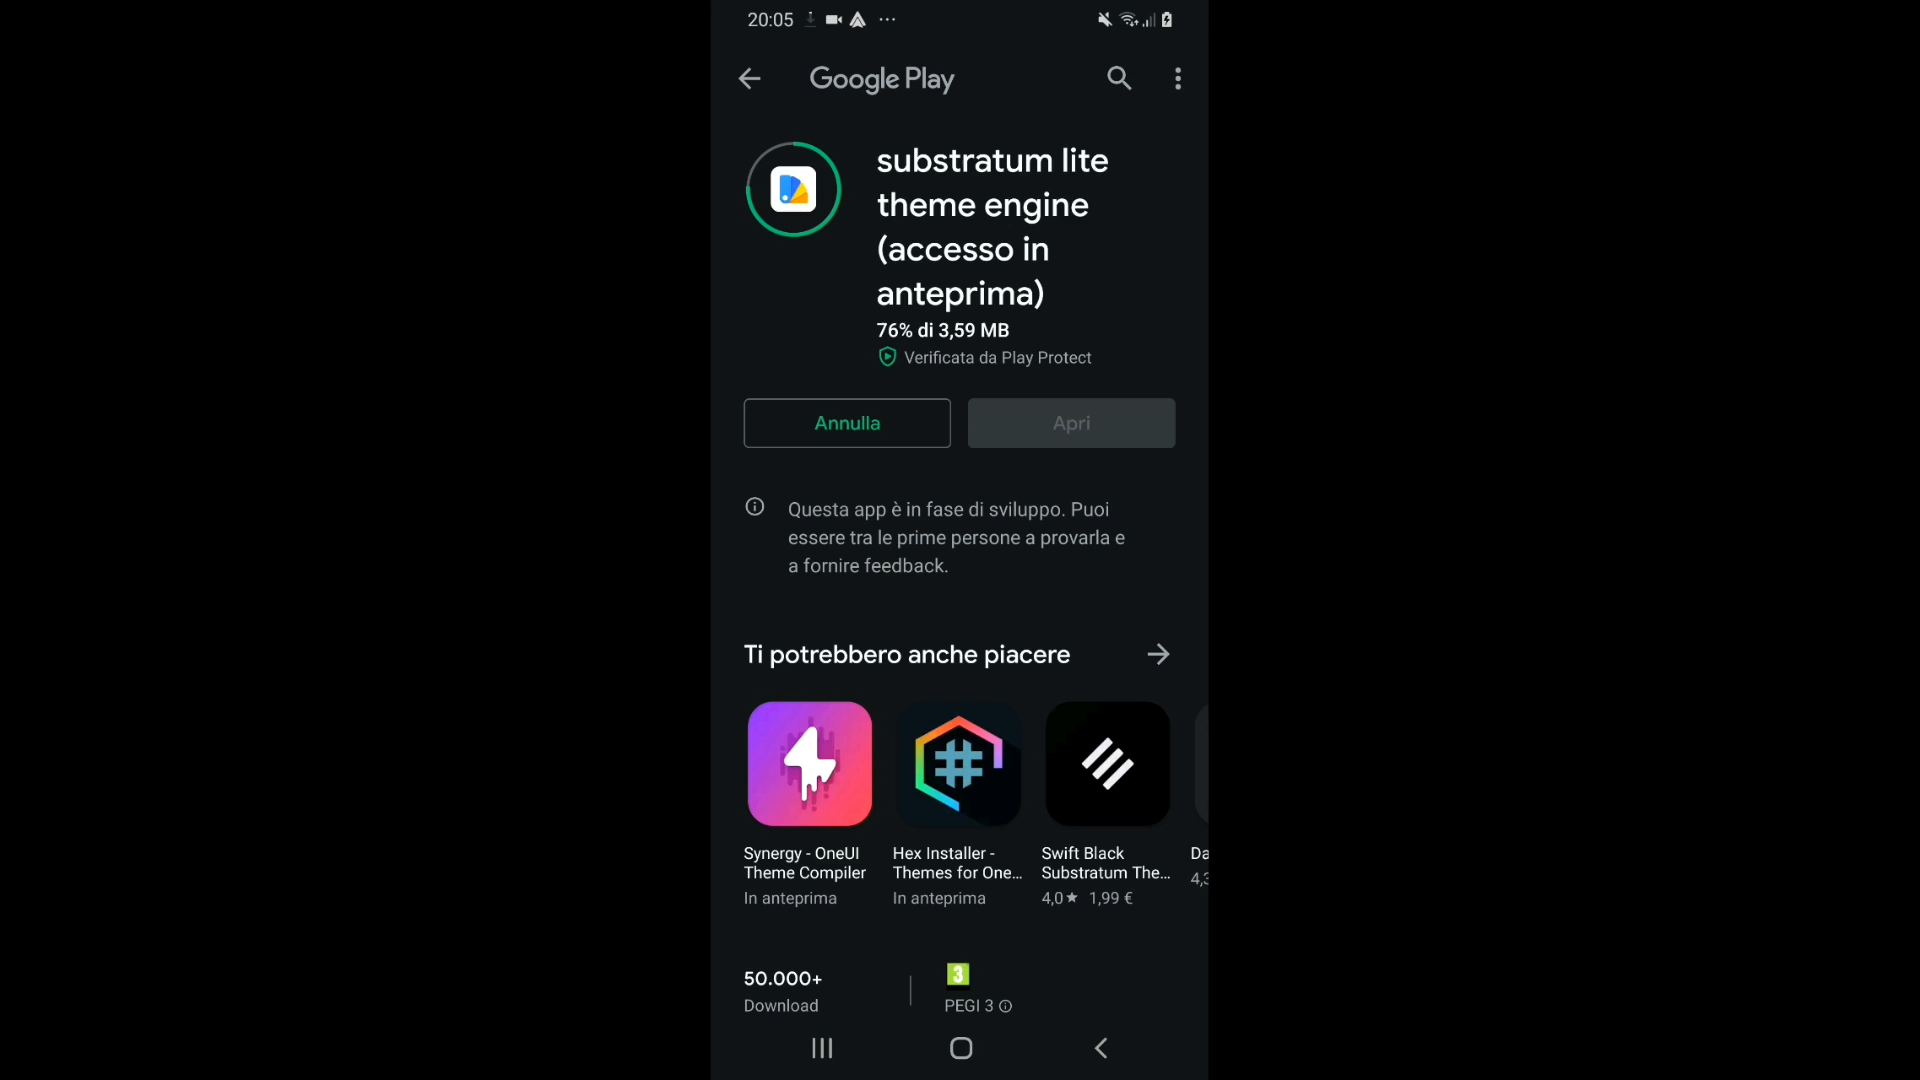 20:05
Google Play
substratum lite
theme engine
(accesso in
anteprima)
76% di 3,59 MB
Verificata da Play Protect
Annulla
Apri
Questa app è in fase di sviluppo. Puoi
essere tra le prime persone a provarla e
a fornire feedback.
Ti potrebbero anche piacere
Synergy - OneUI
Theme Compiler
In anteprima
Hex Installer -
Themes for One...
In anteprima
Swift Black
Substratum The...
4,0★ 1,99 €
Da
4,3
50.000+
Download
3
PEGI 3